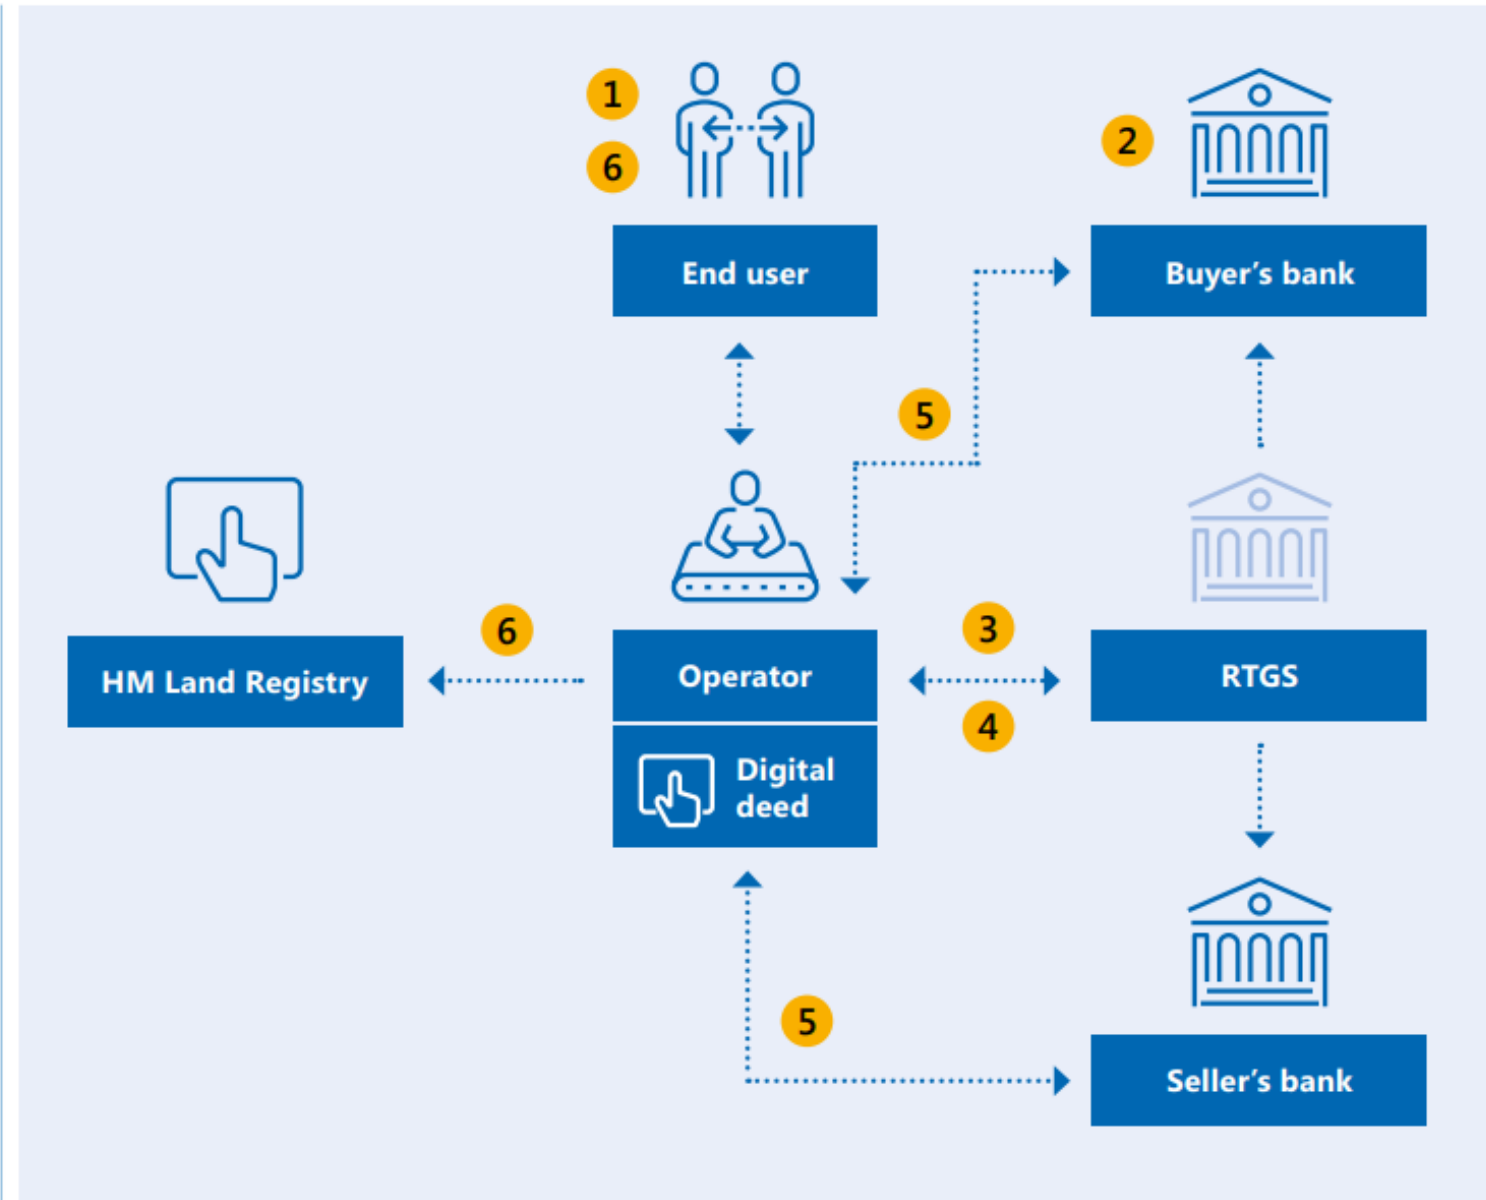 1
6
2
End user
Buyer's bank
5
6
3
HM Land Registry
Operator
RTGS
4
Digital
deed
5
Seller's bank